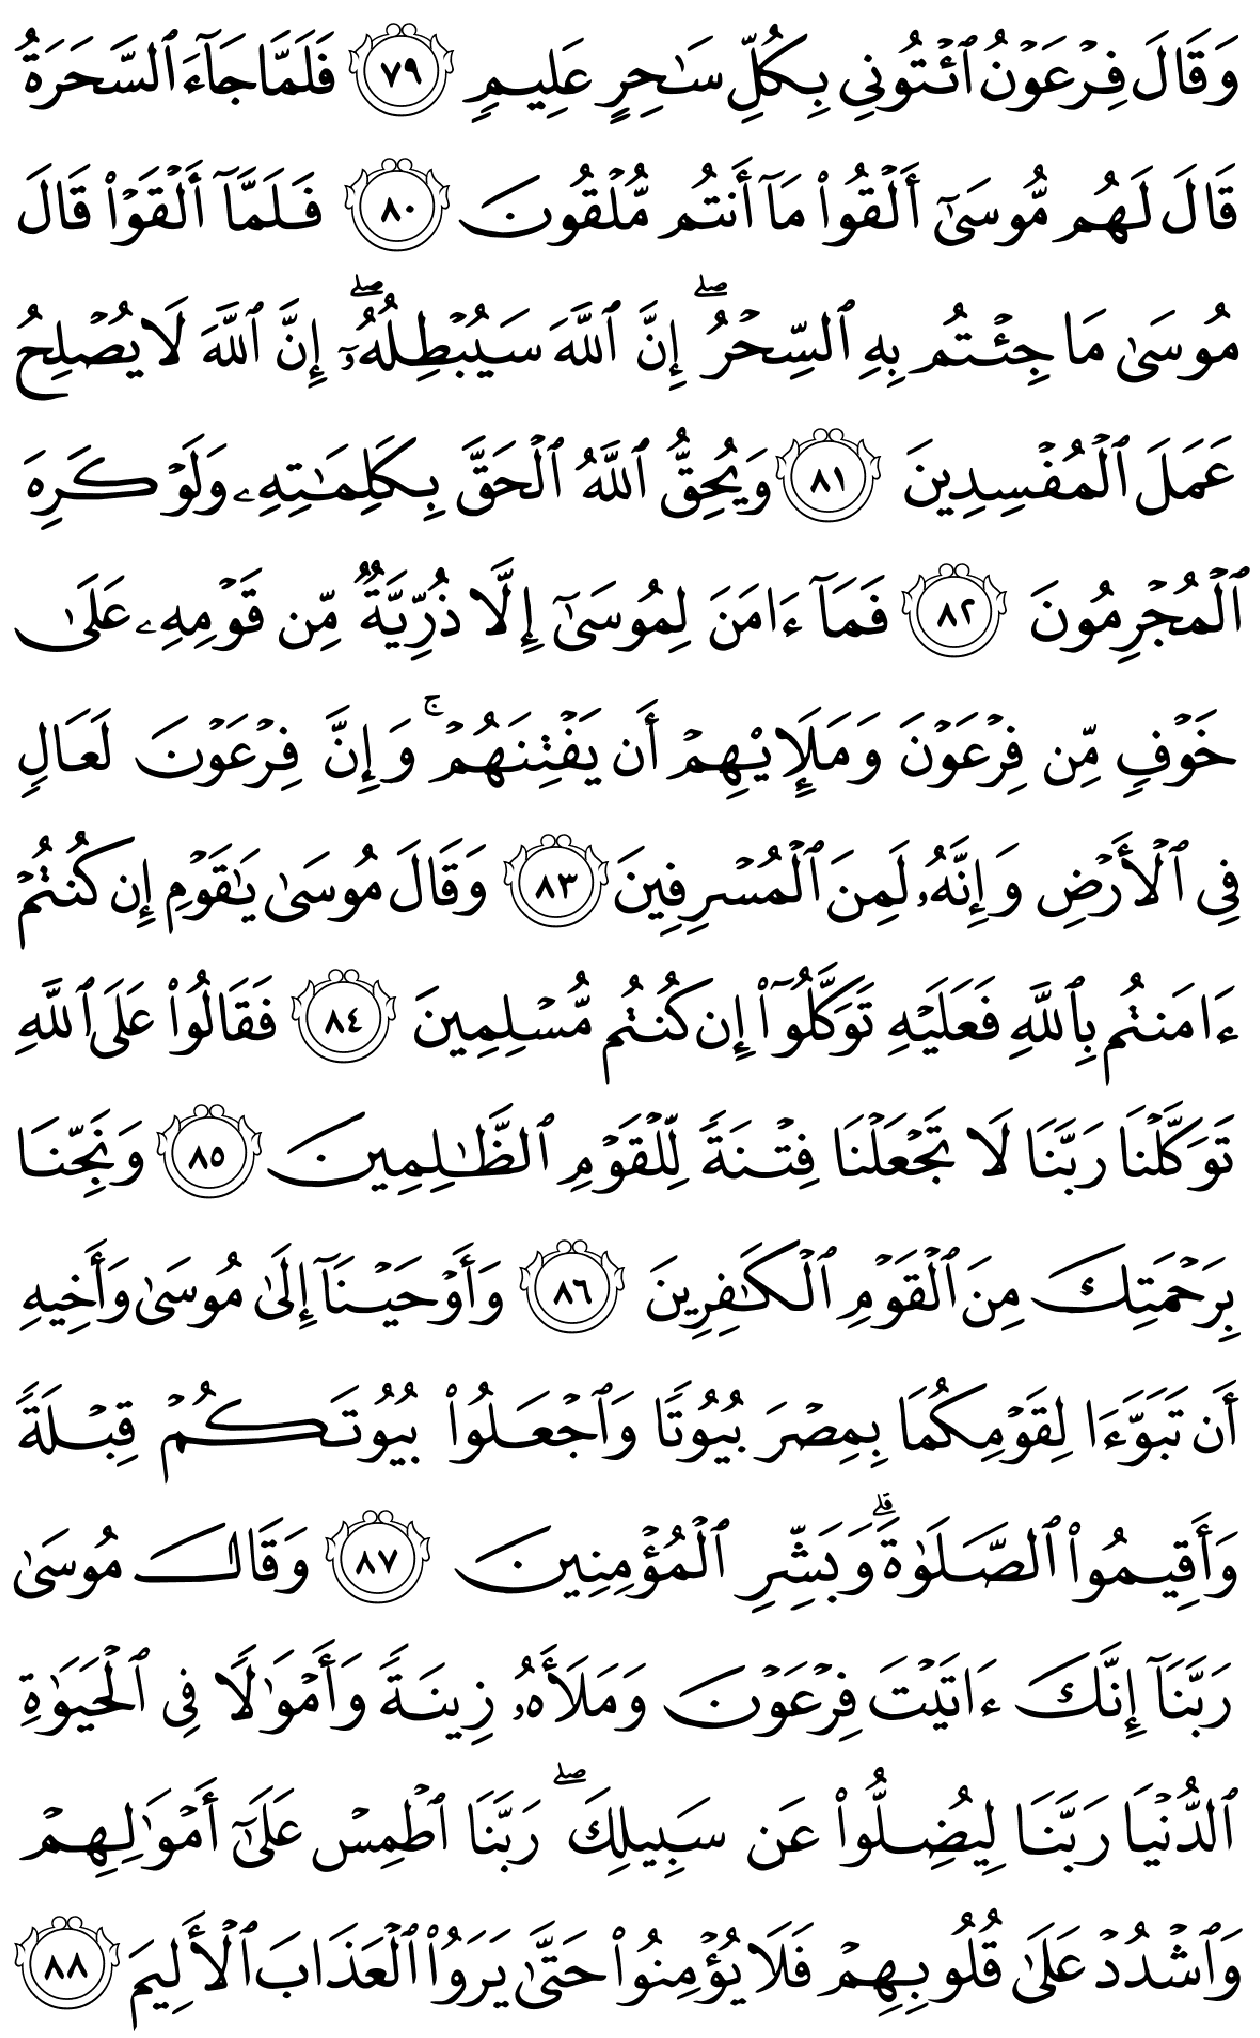 وَقَالَ فِرْعَوْنُ ٱئْتُونِي بِكُلِّ سَٰحِرٍ عَلِيمٖ ٧٩ فَلَمَّا جَآءَ ٱلسَّحَرَةُ
قَالَ لَهُم مُّوسَىٰٓ أَلْقُوا۟ مَآ أَنتُم مُّلْقُونَ ٨٠ فَلَمَّآ أَلْقَوْا۟ قَالَ
مُوسَىٰ مَا جِئْتُم بِهِ ٱلسِّحْرُۖ إِنَّ ٱللَّهَ سَيُبْطِلُهُۥٓۖ إِنَّ ٱللَّهَ لَا يُصْلِحُ
عَمَلَ ٱلْمُفْسِدِينَ ٨١ وَيُحِقُّ ٱللَّهُ ٱلْحَقَّ بِكَلِمَٰتِهِۦ وَلَوْ كَرِهَ
ٱلْمُجْرِمُونَ ٨٢ فَمَآ ءَامَنَ لِمُوسَىٰٓ إِلَّا ذُرِّيَّةٞ مِّن قَوْمِهِۦ عَلَىٰ
خَوْفٖ مِّن فِرْعَوْنَ وَمَلَإِي۟هِمْ أَن يَفْتِنَهُمْۚ وَإِنَّ فِرْعَوْنَ لَعَالٖ
فِي ٱلْأَرْضِ وَإِنَّهُۥ لَمِنَ ٱلْمُسْرِفِينَ ٨٣ وَقَالَ مُوسَىٰ يَٰقَوْمِ إِن كُنتُمْ
ءَامَنتُم بِٱللَّهِ فَعَلَيْهِ تَوَكَّلُوٓا۟ إِن كُنتُم مُّسْلِمِينَ ٨٤ فَقَالُوا۟ عَلَى ٱللَّهِ
تَوَكَّلْنَا رَبَّنَا لَا تَجْعَلْنَا فِتْنَةٗ لِّلْقَوْمِ ٱلظَّٰلِمِينَ ٨٥ وَنَجِّنَا
بِرَحْمَتِكَ مِنَ ٱلْقَوْمِ ٱلْكَٰفِرِينَ ٨٦ وَأَوْحَيْنَآ إِلَىٰ مُوسَىٰ وَأَخِيهِ
أَن تَبَوَّءَا لِقَوْمِكُمَا بِمِصْرَ بُيُوتٗا وَٱجْعَلُوا۟ بُيُوتَكُمْ قِبْلَةٗ
وَأَقِيمُوا۟ ٱلصَّلَوٰةَۗ وَبَشِّرِ ٱلْمُؤْمِنِينَ ٨٧ وَقَالَ مُوسَىٰ
رَبَّنَآ إِنَّكَ ءَاتَيْتَ فِرْعَوْنَ وَمَلَأَهُۥ زِينَةٗ وَأَمْوَٰلٗا فِي ٱلْحَيَوٰةِ
ٱلدُّنْيَا رَبَّنَا لِيُضِلُّوا۟ عَن سَبِيلِكَۖ رَبَّنَا ٱطْمِسْ عَلَىٰٓ أَمْوَٰلِهِمْ
وَٱشْدُدْ عَلَىٰ قُلُوبِهِمْ فَلَا يُؤْمِنُوا۟ حَتَّىٰ يَرَوُا۟ ٱلْعَذَابَ ٱلْأَلِيمَ ٨٨